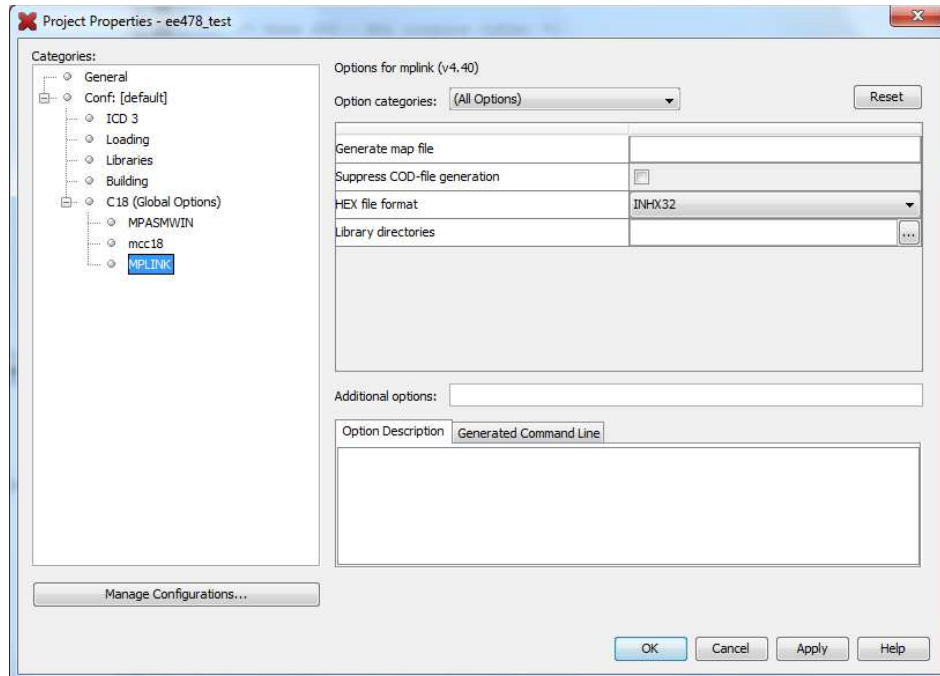 Project Properties - ee478_test
Categories:
General
Conf: [default]
ICD 3
Loading
Libraries
Building
C18 (Global Options)
MPASMWIN
mcc18
MPLINK
Manage Configurations...
Options for mplink (v4.40)
Option categories: (All Options)
Reset
Generate map file
Suppress COD-file generation
HEX file format INHX32
Library directories ...
Additional options:
Option Description Generated Command Line
OK Cancel Apply Help